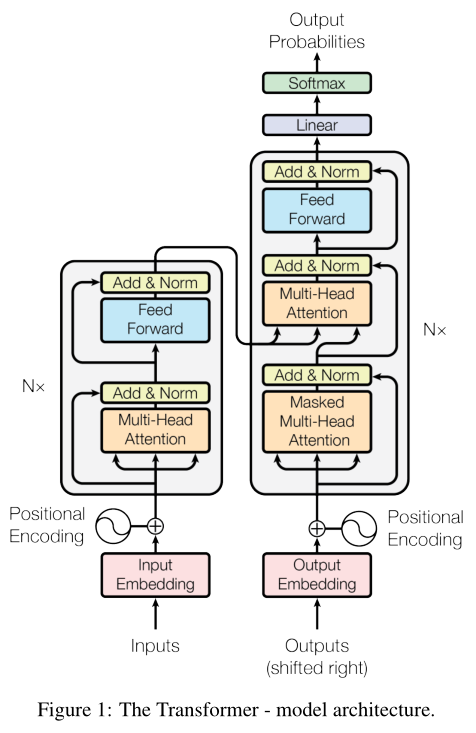 Output
Probabilities
Softmax
Linear
Add & Norm
Feed
Forward
Add & Norm
Multi-Head
Attention
Add & Norm
Masked
Multi-Head
Attention
N×
Add & Norm
Feed
Forward
Add & Norm
Multi-Head
Attention
N×
Positional
Encoding
Positional
Encoding
Input
Embedding
Output
Embedding
Inputs
Outputs
(shifted right)
Figure 1: The Transformer - model architecture.